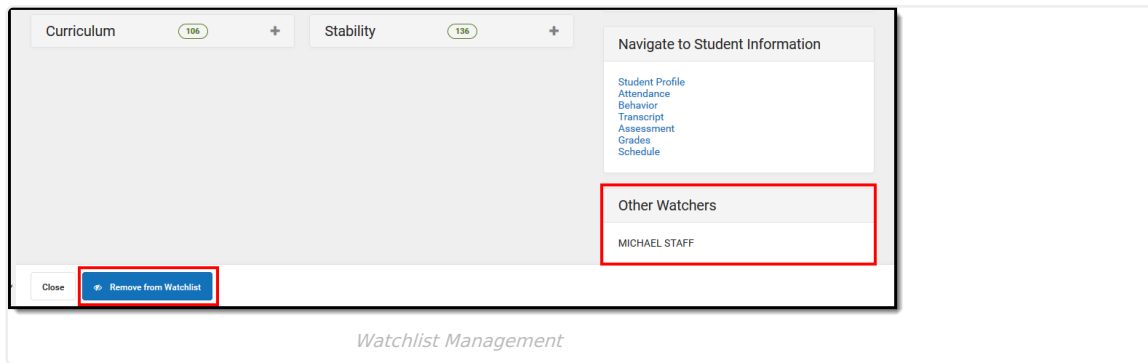 Curriculum 106 +
Stability 136 +
Navigate to Student Information
Student Profile
Attendance
Behavior
Transcript
Assessment
Grades
Schedule
Other Watchers
MICHAEL STAFF
Close
Remove from Watchlist
Watchlist Management